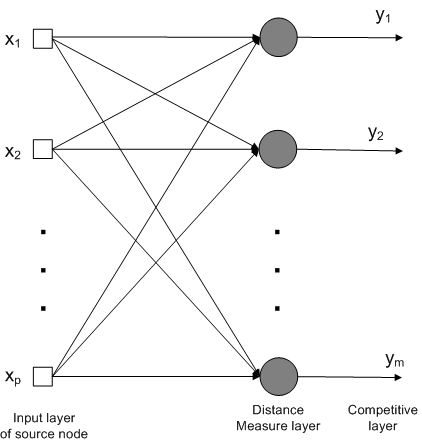 y1
x1
y2
x2
ym
xp
Input layer
of source node
Distance
Measure layer
Competitive
layer